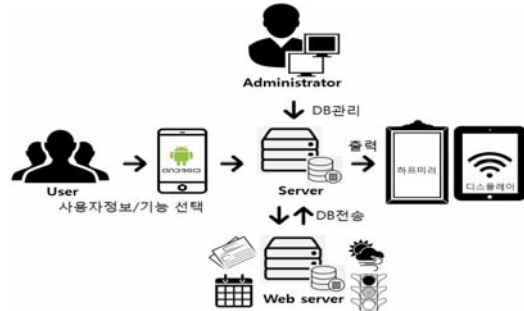 Administrator
DB관리
출력
하프미러
디스플레이
ANDROID
User
Server
사용자정보/기능 선택
DB전송
Web server